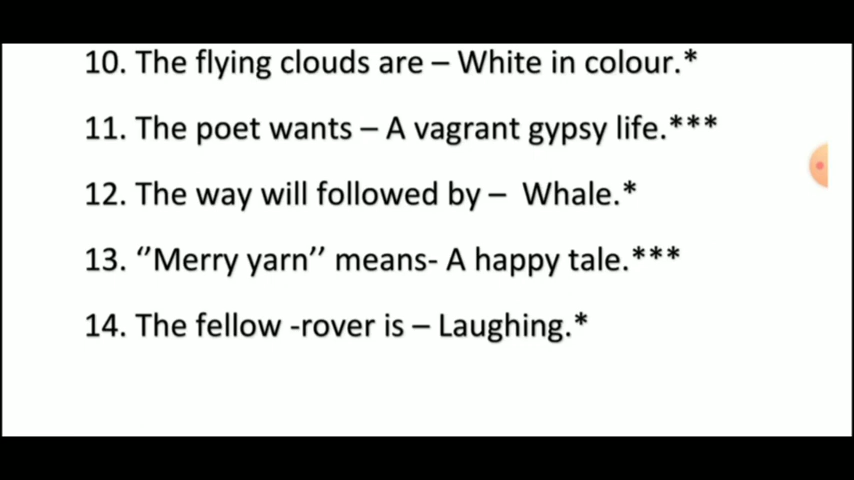 10. The flying clouds are – White in colour.*
11. The poet wants – A vagrant gypsy life.***
12. The way will followed by –  Whale.*
13. ‘’Merry yarn’’ means- A happy tale.***
14. The fellow -rover is – Laughing.*